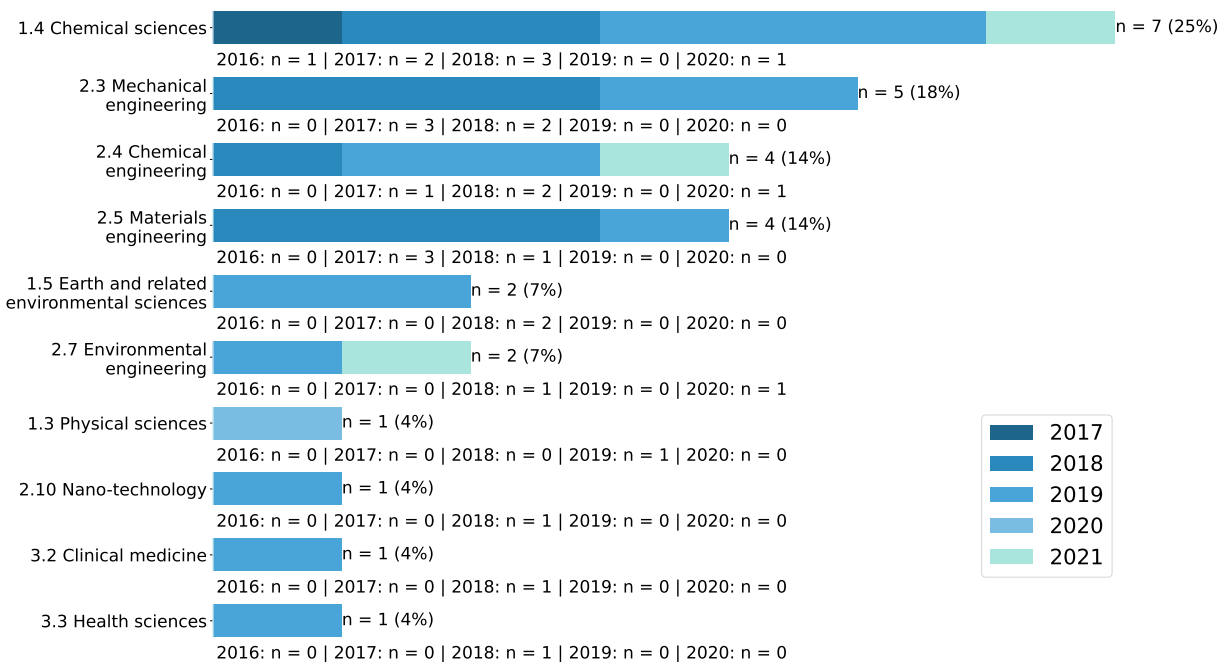 1.4 Chemical sciences
n = 7 (25%)
2016: n = 1 | 2017: n = 2 | 2018: n = 3 | 2019: n = 0 | 2020: n = 1
2.3 Mechanical
engineering
n = 5 (18%)
2016: n = 0 | 2017: n = 3 | 2018: n = 2 | 2019: n = 0 | 2020: n = 0
2.4 Chemical
engineering
n = 4 (14%)
2016: n = 0 | 2017: n = 1 | 2018: n = 2 | 2019: n = 0 | 2020: n = 1
2.5 Materials
engineering
n = 4 (14%)
2016: n = 0 | 2017: n = 3 | 2018: n = 1 | 2019: n = 0 | 2020: n = 0
1.5 Earth and related
environmental sciences
n = 2 (7%)
2016: n = 0 | 2017: n = 0 | 2018: n = 2 | 2019: n = 0 | 2020: n = 0
2.7 Environmental
engineering
n = 2 (7%)
2016: n = 0 | 2017: n = 0 | 2018: n = 1 | 2019: n = 0 | 2020: n = 1
1.3 Physical sciences
n = 1 (4%)
2016: n = 0 | 2017: n = 0 | 2018: n = 0 | 2019: n = 1 | 2020: n = 0
2.10 Nano-technology
n = 1 (4%)
2016: n = 0 | 2017: n = 0 | 2018: n = 1 | 2019: n = 0 | 2020: n = 0
3.2 Clinical medicine
n = 1 (4%)
2016: n = 0 | 2017: n = 0 | 2018: n = 1 | 2019: n = 0 | 2020: n = 0
3.3 Health sciences
n = 1 (4%)
2016: n = 0 | 2017: n = 0 | 2018: n = 1 | 2019: n = 0 | 2020: n = 0
2017
2018
2019
2020
2021